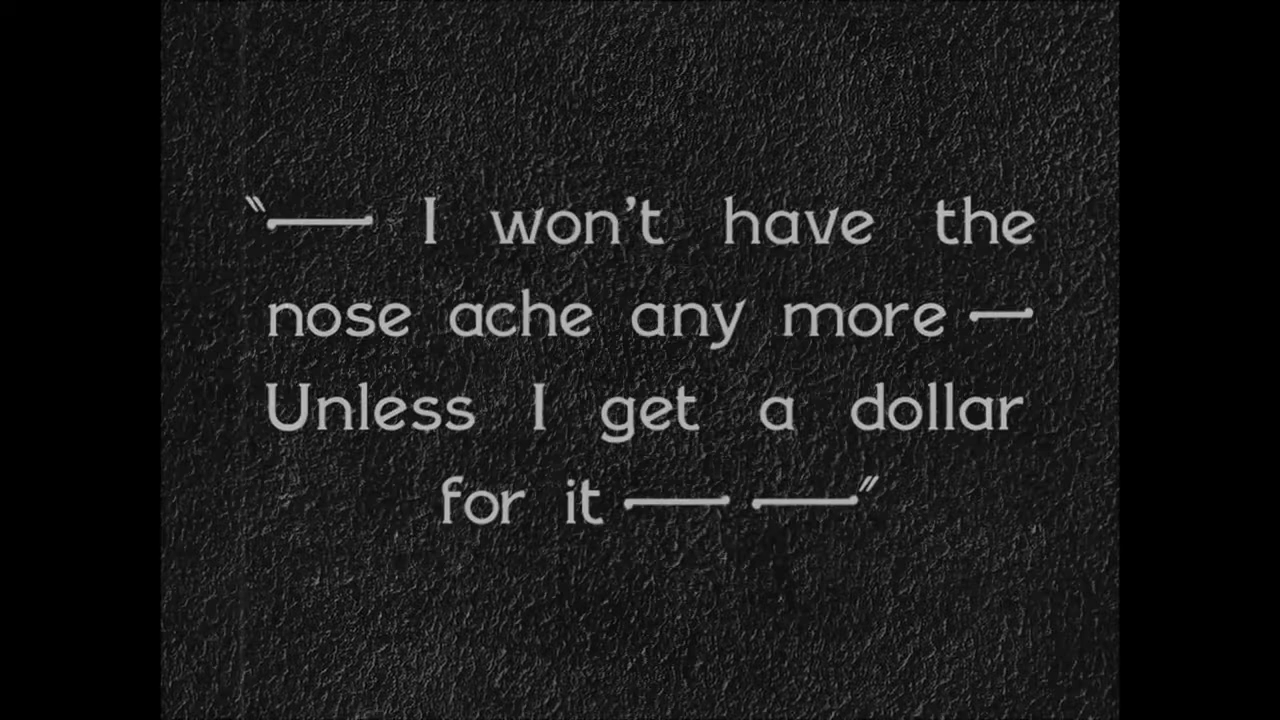 “— I won’t have the
nose ache any more —
Unless I get a dollar
for it — —”